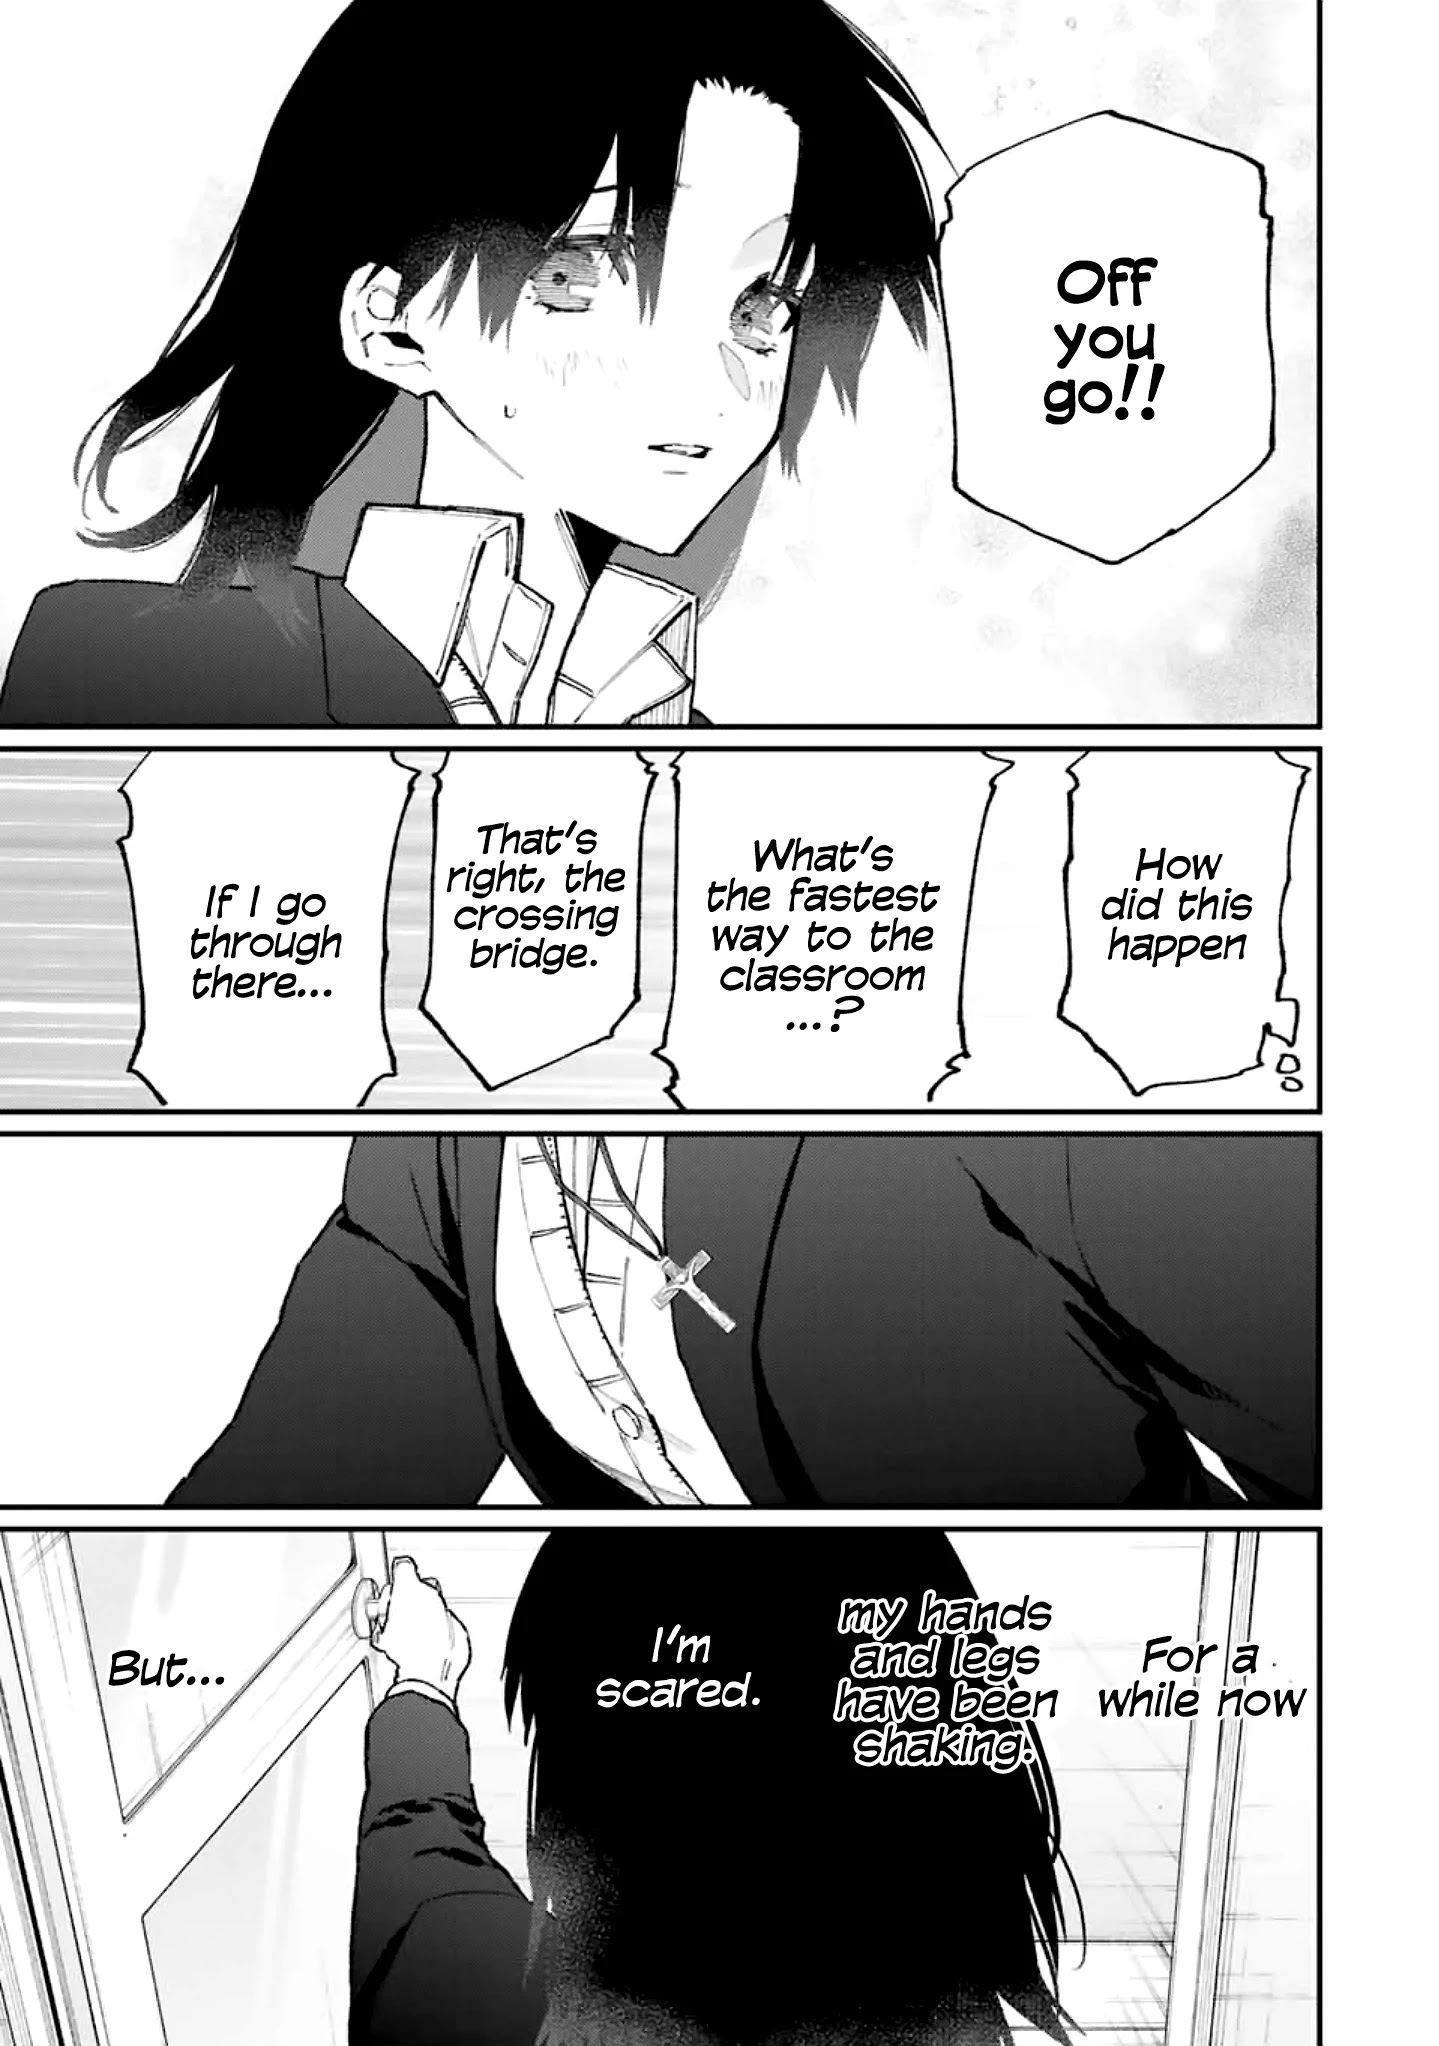 Off
you
go!!
How
did this
happen
What's
the fastest
way to the
classroom
...?
That's
right, the
crossing
bridge.
If I go
through
there...
For a
while now
my hands
and legs
have been
shaking.
I'm
scared.
But...